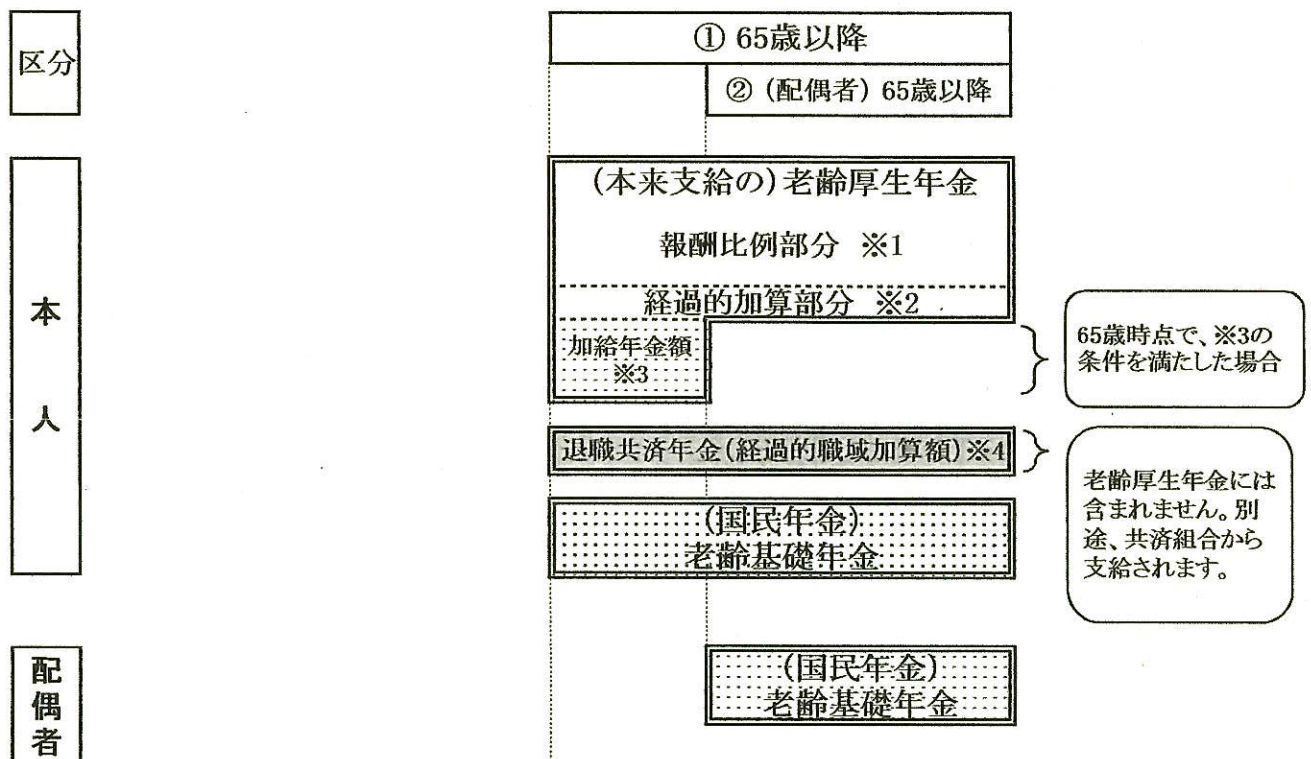 区分
① 65歳以降
② (配偶者) 65歳以降
本人
(本来支給の)老齢厚生年金
報酬比例部分 ※1
経過的加算部分 ※2
加給年金額
※3
65歳時点で、※3の
条件を満たした場合
退職共済年金(経過的職域加算額)※4
老齢厚生年金には
含まれません。別
途、共済組合から
支給されます。
(国民年金)
老齢基礎年金
配偶者
(国民年金)
老齢基礎年金